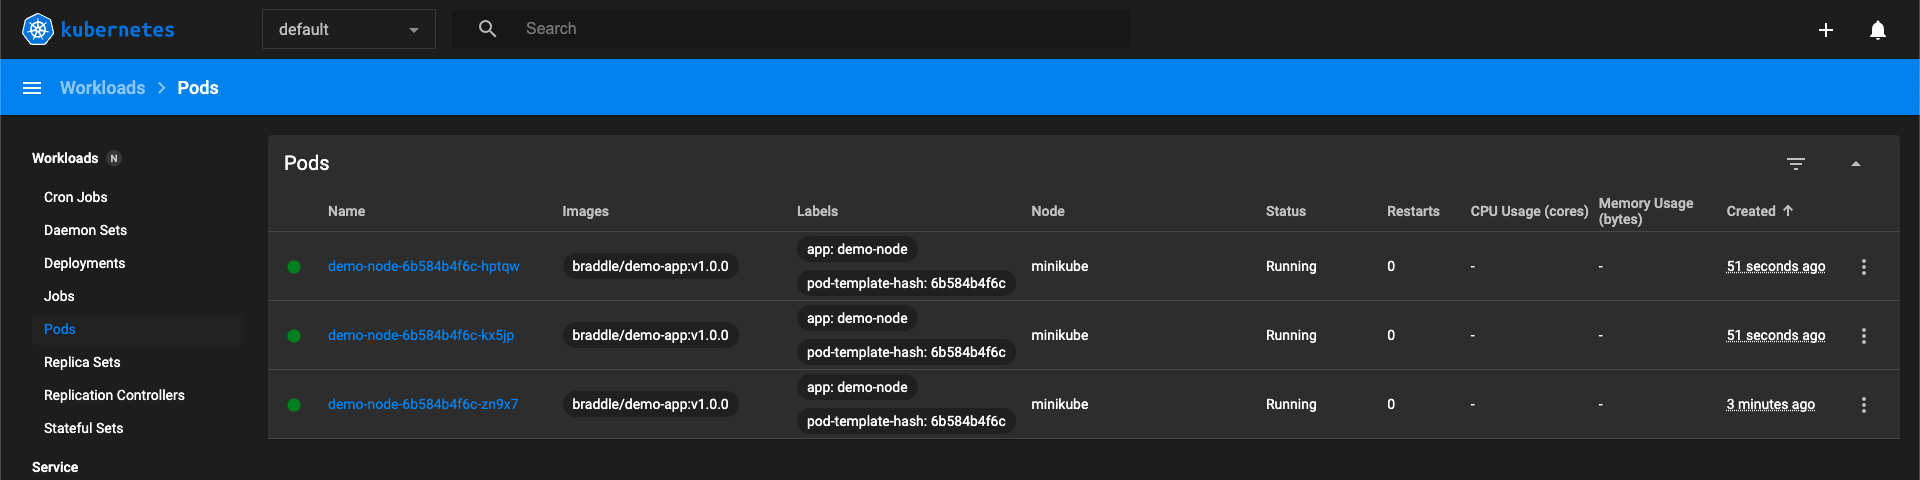 kubernetes
default
Search
Workloads > Pods
Workloads N
Cron Jobs
Daemon Sets
Deployments
Jobs
Pods
Replica Sets
Replication Controllers
Stateful Sets
Service
Pods
Name Images Labels Node Status Restarts CPU Usage (cores) Memory Usage (bytes) Created
demo-node-6b584b4f6c-hptqw braddle/demo-app:v1.0.0 app: demo-node pod-template-hash: 6b584b4f6c minikube Running 0 - - 51 seconds ago
demo-node-6b584b4f6c-kx5jp braddle/demo-app:v1.0.0 app: demo-node pod-template-hash: 6b584b4f6c minikube Running 0 - - 51 seconds ago
demo-node-6b584b4f6c-zn9x7 braddle/demo-app:v1.0.0 app: demo-node pod-template-hash: 6b584b4f6c minikube Running 0 - - 3 minutes ago